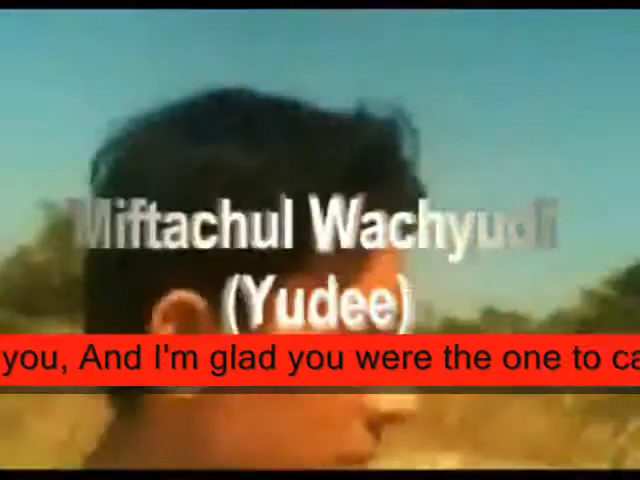 Miftachul Wachyudi
(Yudee)
you, And I'm glad you were the one to ca